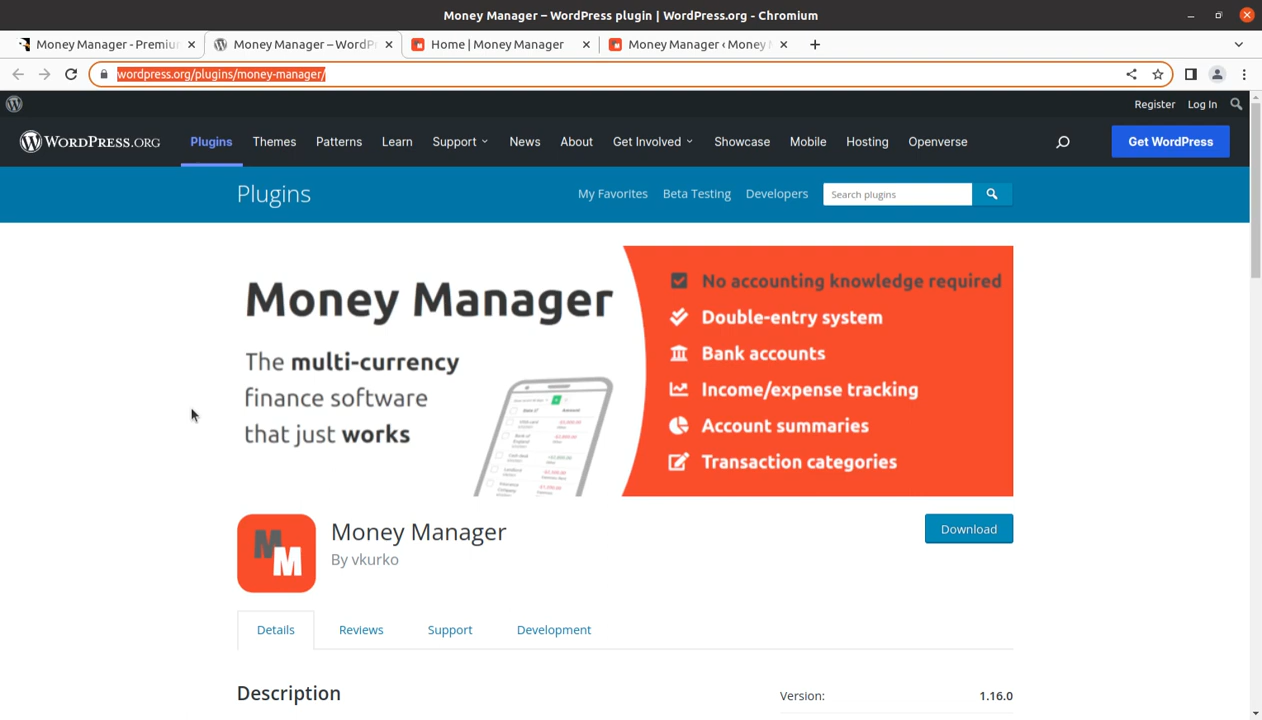 Money Manager – WordPress plugin | WordPress.org - Chromium
Money Manager - Premiu
Money Manager – WordPr
Home | Money Manager
Money Manager ‹ Money
wordpress.org/plugins/money-manager/
Register
Log In
WORDPRESS.ORG
Plugins
Themes
Patterns
Learn
Support
News
About
Get Involved
Showcase
Mobile
Hosting
Openverse
Get WordPress
Plugins
My Favorites
Beta Testing
Developers
Search plugins
Money Manager
The multi-currency
finance software
that just works
No accounting knowledge required
Double-entry system
Bank accounts
Income/expense tracking
Account summaries
Transaction categories
MM
Money Manager
By vkurko
Download
Details
Reviews
Support
Development
Description
Version:
1.16.0